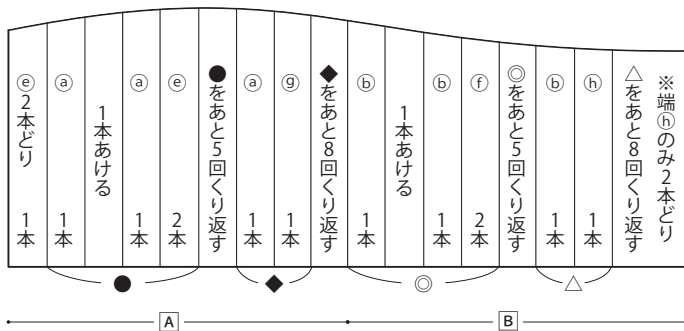 ⓔ2本どり 1本
ⓐ 1本
1本あける
ⓐ 1本
ⓔ 2本
●をあと5回くり返す
ⓐ 1本
ⓖ 1本
◆をあと8回くり返す
ⓑ 1本
1本あける
ⓑ 1本
ⓕ 2本
◎をあと5回くり返す
ⓑ 1本
ⓗ 1本
△をあと8回くり返す
※端ⓗのみ2本どり
● ◆ ◎ △
A B